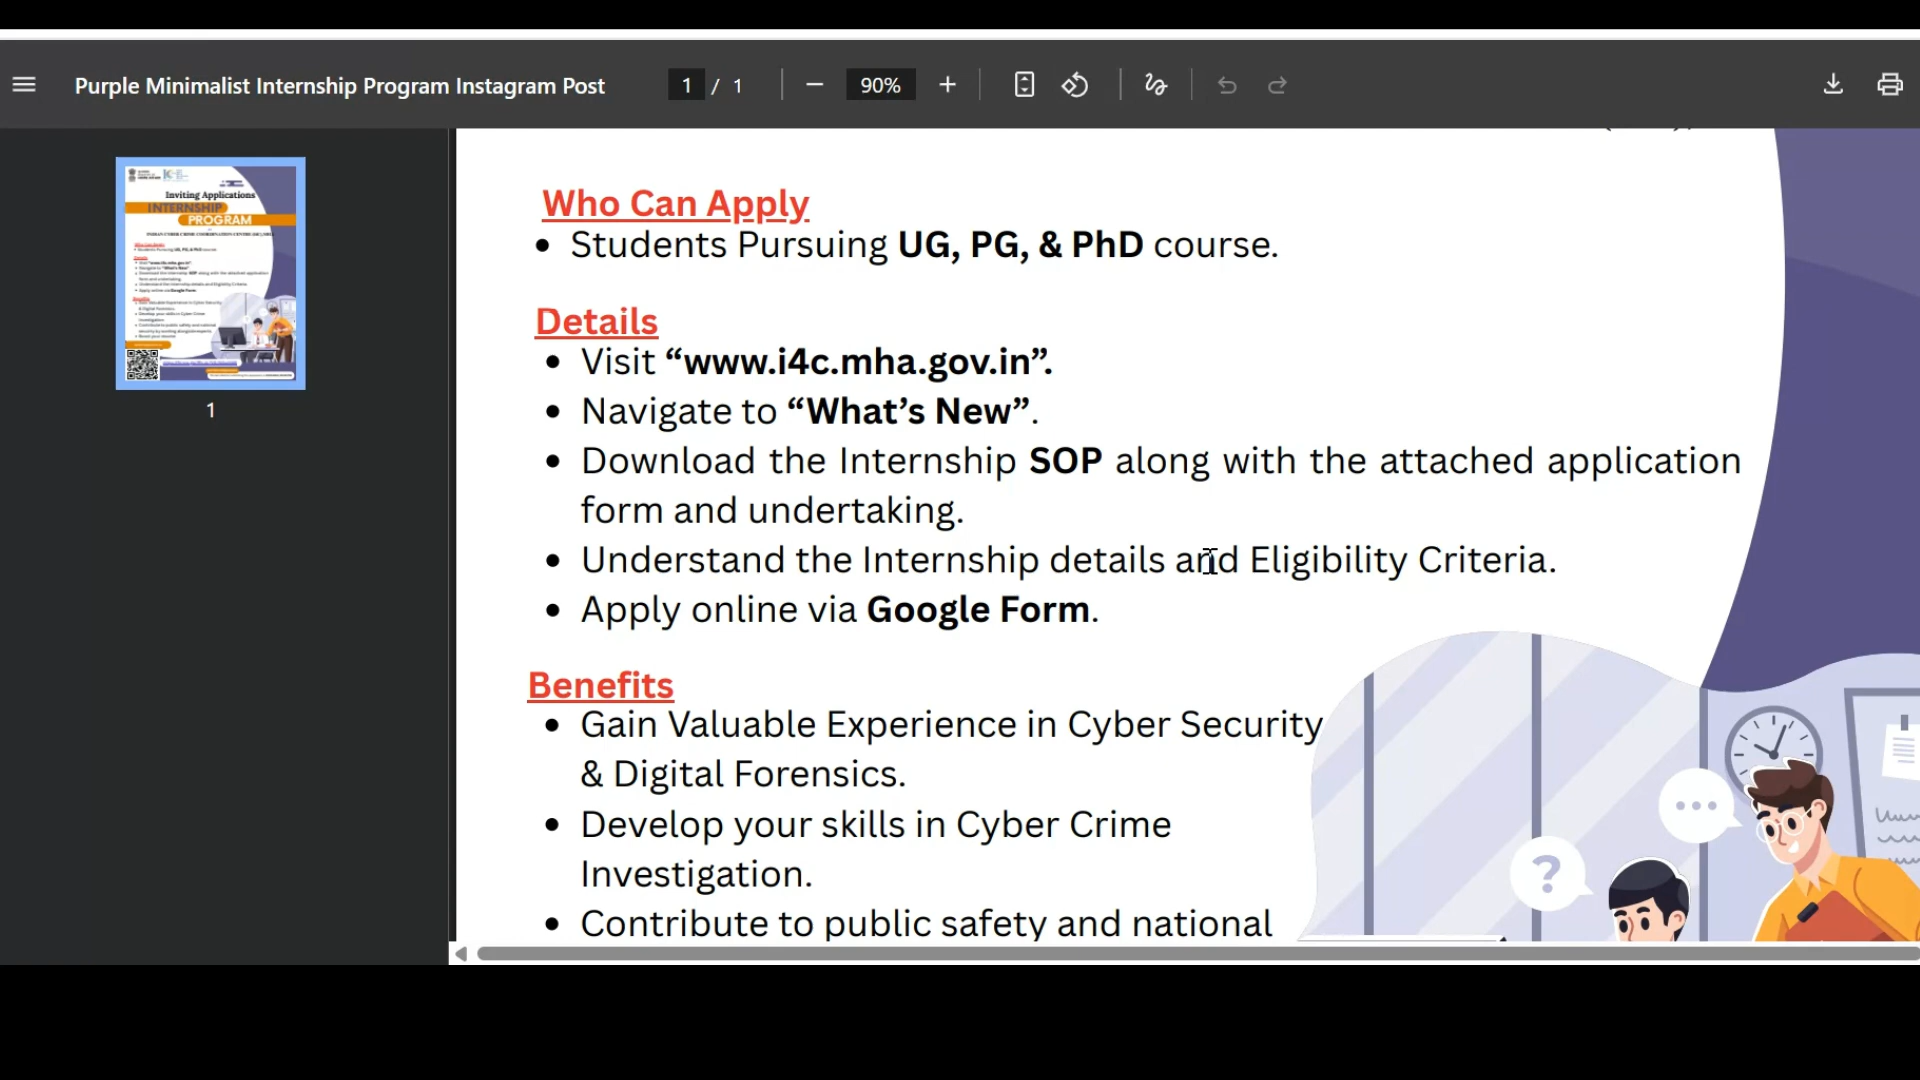 Purple Minimalist Internship Program Instagram Post
1 / 1
90%
Inviting Applications
INTERNSHIP
PROGRAM
1
Who Can Apply
• Students Pursuing UG, PG, & PhD course.
Details
• Visit “www.i4c.mha.gov.in”.
• Navigate to “What’s New”.
• Download the Internship SOP along with the attached application
form and undertaking.
• Understand the Internship details and Eligibility Criteria.
• Apply online via Google Form.
Benefits
• Gain Valuable Experience in Cyber Security
& Digital Forensics.
• Develop your skills in Cyber Crime
Investigation.
• Contribute to public safety and national
?